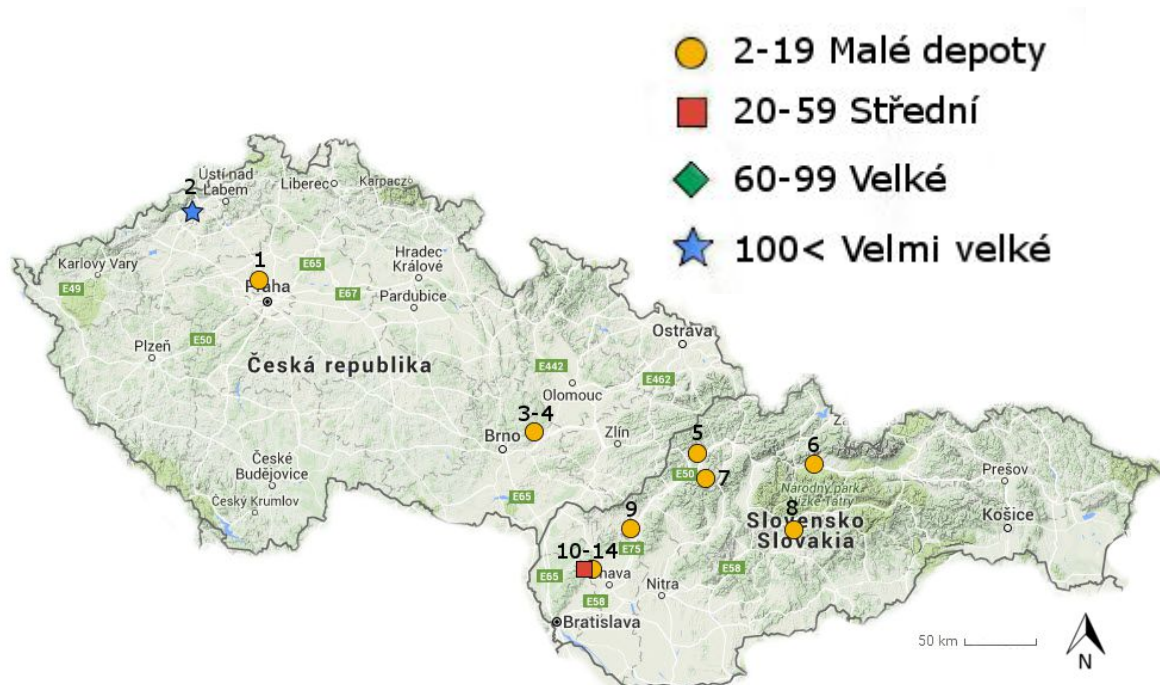 2-19 Malé depoty
20-59 Střední
60-99 Velké
100< Velmi velké
Ústí nad
Labem
Liberec
Karpacz
2
Karlovy Vary
E49
1
Praha
E65
Hradec
Králové
E67
Pardubice
Plzeň
E50
Česká republika
Ostrava
E442
Olomouc
E462
3-4
Brno
Zlín
České
Budějovice
Český Krumlov
E65
5
E50
7
6
Národný park
Nízke Tatry
Prešov
Košice
8
Slovensko
Slovakia
9
E75
10-14
E65
E58
Nitra
E58
Bratislava
50 km
N